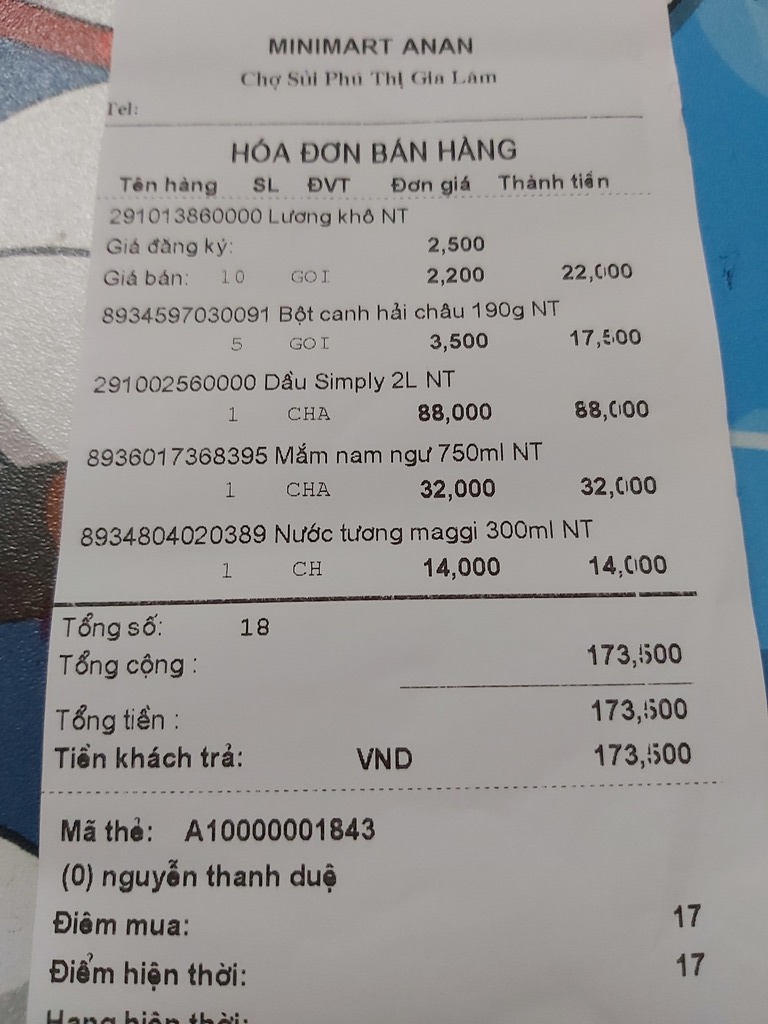 MINIMART ANAN
Chợ Sủi Phú Thị Gia Lâm
Tel:
HÓA ĐƠN BÁN HÀNG
Tên hàng SL ĐVT Đơn giá Thành tiền
291013860000 Lương khô NT
Giá đăng ký: 2,500
Giá bán: 10 GOI 2,200 22,000
8934597030091 Bột canh hải châu 190g NT
5 GOI 3,500 17,500
291002560000 Dầu Simply 2L NT
1 CHA 88,000 88,000
8936017368395 Mắm nam ngư 750ml NT
1 CHA 32,000 32,000
8934804020389 Nước tương maggi 300ml NT
1 CH 14,000 14,000
Tổng số: 18
Tổng cộng : 173,500
Tổng tiền : 173,500
Tiền khách trả: VND 173,500
Mã thẻ: A10000001843
(0) nguyễn thanh duệ
Điểm mua: 17
Điểm hiện thời: 17
Hạng hiện thời: